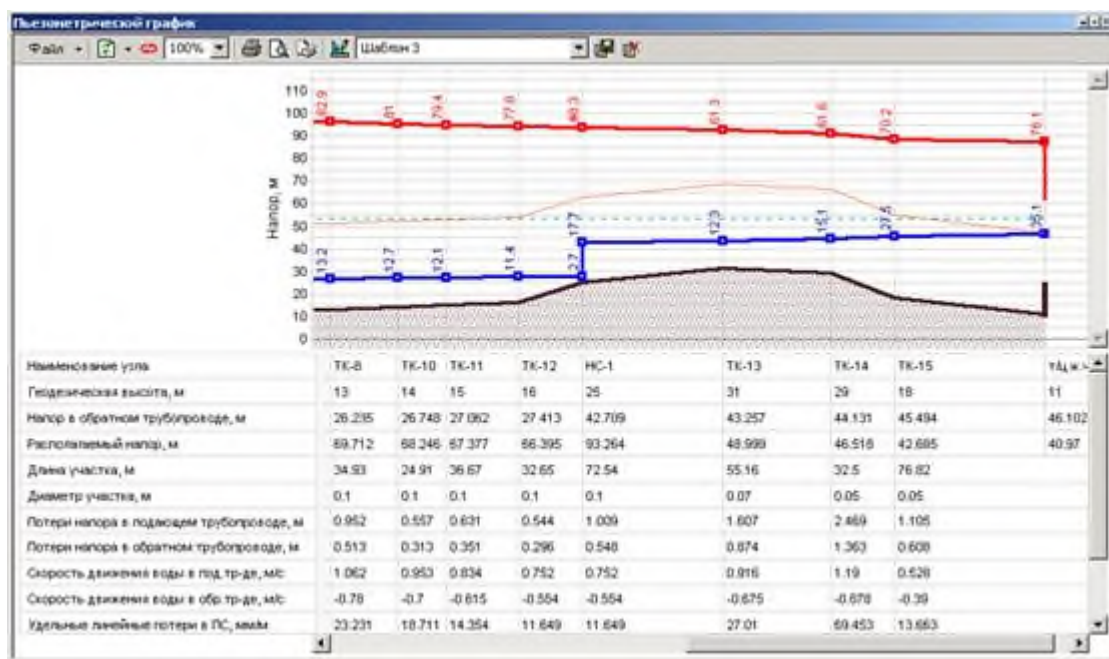 Пьезометрический график
Файл 100% Шаблон 3
110
100
90
80
70
60
50
40
30
20
10
0
Напор, м
82.9 81 79.4 77.8 61.3 61.6 70.2 76.1
13.2 12.7 12.1 11.4 2.7 17.7 12.3 15.1 27.5 35.1
Наименование узла ТК-8 ТК-10 ТК-11 ТК-12 НС-1 ТК-13 ТК-14 ТК-15
Геодезическая высота, м 13 14 15 16 25 31 29 18 11
Напор в обратном трубопроводе, м 26.235 26.748 27.062 27.413 42.709 43.257 44.131 45.494 46.102
Располагаемый напор, м 69.712 68.246 67.377 66.395 93.264 48.999 46.518 42.685 40.97
Длина участка, м 34.93 24.91 36.67 32.65 72.54 55.16 32.5 76.82
Диаметр участка, м 0.1 0.1 0.1 0.1 0.1 0.07 0.05 0.05
Потери напора в подающем трубопроводе, м 0.952 0.557 0.631 0.544 1.009 1.607 2.469 1.105
Потери напора в обратном трубопроводе, м 0.513 0.313 0.351 0.296 0.548 0.874 1.363 0.608
Скорость движения воды в под.тр-де, м/с 1.062 0.953 0.834 0.752 0.752 0.916 1.19 0.528
Скорость движения воды в обр.тр-де, м/с -0.78 -0.7 -0.615 -0.554 -0.554 -0.675 -0.878 -0.39
Удельные линейные потери в ПС, мм/м 23.231 18.711 14.354 11.649 11.649 27.01 69.453 13.653